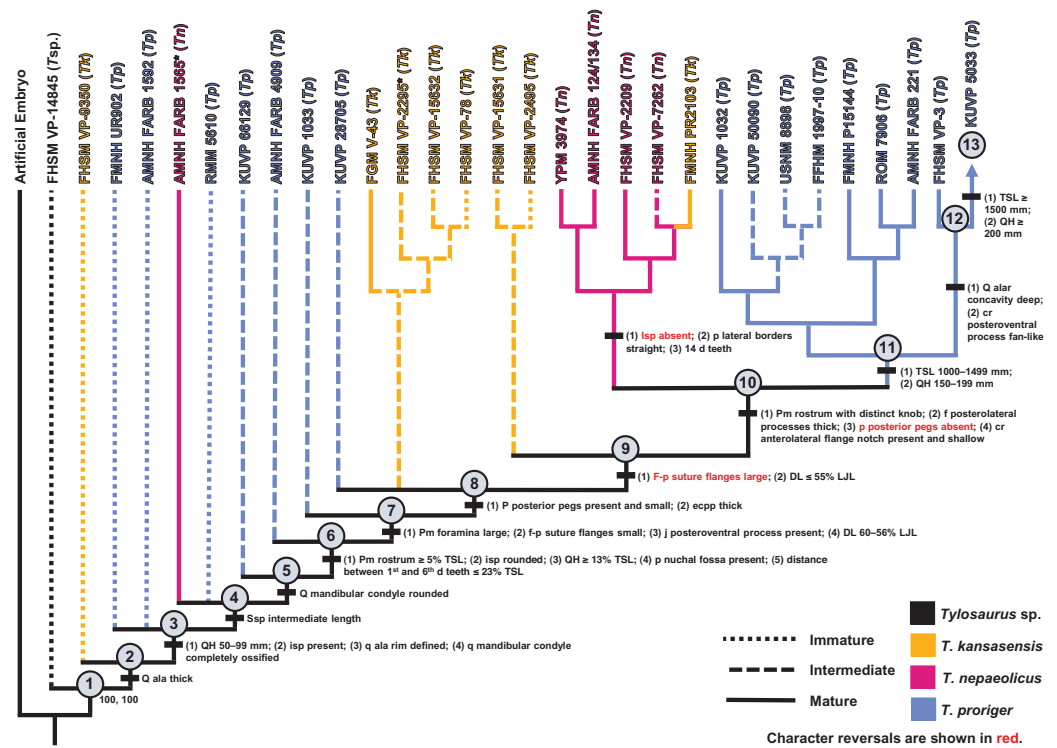 Artificial Embryo
FHSM VP-14845 (Tsp.)
FHSM VP-9350 (Tk)
FMNH UR902 (Tp)
AMNH FARB 1592 (Tp)
AMNH FARB 1565* (Tn)
RMM 5610 (Tp)
KUVP 66129 (Tp)
AMNH FARB 4909 (Tp)
KUVP 1033 (Tp)
KUVP 28705 (Tp)
FGM V-43 (Tk)
FHSM VP-2295* (Tk)
FHSM VP-15632 (Tk)
FHSM VP-78 (Tk)
FHSM VP-15631 (Tk)
FHSM VP-2495 (Tk)
YPM 3974 (Tn)
AMNH FARB 124/134 (Tn)
FHSM VP-2209 (Tn)
FHSM VP-7262 (Tn)
FMNH PR2103 (Tk)
KUVP 1032 (Tp)
KUVP 50090 (Tp)
USNM 8898 (Tp)
FFHM 1997-10 (Tp)
FMNH P15144 (Tp)
ROM 7906 (Tp)
AMNH FARB 221 (Tp)
FHSM VP-3 (Tp)
KUVP 5033 (Tp)
13
(1) TSL ≥
1500 mm;
(2) QH ≥
200 mm
12
(1) Q alar
concavity deep;
(2) cr
posteroventral
process fan-like
11
(1) TSL 1000–1499 mm;
(2) QH 150–199 mm
(1) Isp absent; (2) p lateral borders
straight; (3) 14 d teeth
10
(1) Pm rostrum with distinct knob; (2) f posterolateral
processes thick; (3) p posterior pegs absent; (4) cr
anterolateral flange notch present and shallow
9
(1) F-p suture flanges large; (2) DL ≤ 55% LJL
8
(1) P posterior pegs present and small; (2) ecpp thick
7
(1) Pm foramina large; (2) f-p suture flanges small; (3) j posteroventral process present; (4) DL 60–56% LJL
6
(1) Pm rostrum ≥ 5% TSL; (2) isp rounded; (3) QH ≥ 13% TSL; (4) p nuchal fossa present; (5) distance
between 1st and 6th d teeth ≤ 23% TSL
5
Q mandibular condyle rounded
4
Ssp intermediate length
3
(1) QH 50–99 mm; (2) isp present; (3) q ala rim defined; (4) q mandibular condyle
completely ossified
2
Q ala thick
1
100, 100
Immature
Intermediate
Mature
Tylosaurus sp.
T. kansasensis
T. nepaeolicus
T. proriger
Character reversals are shown in red.